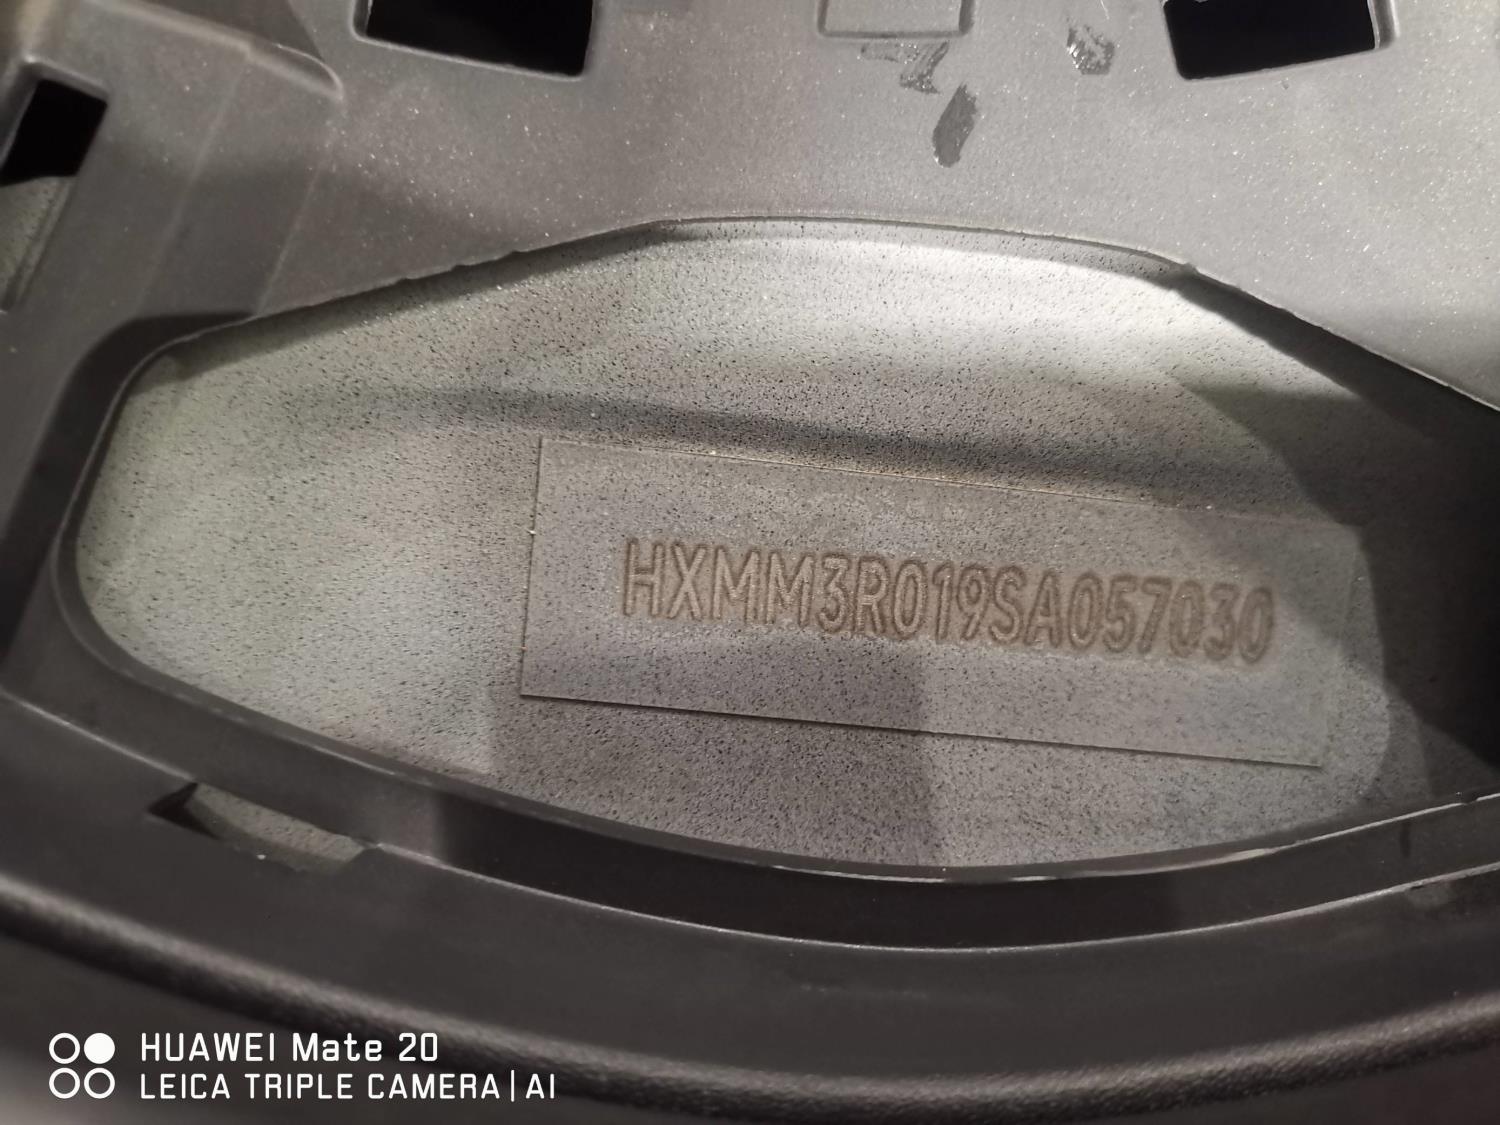 HXMM3R019SA057030
HUAWEI Mate 20
LEICA TRIPLE CAMERA | AI